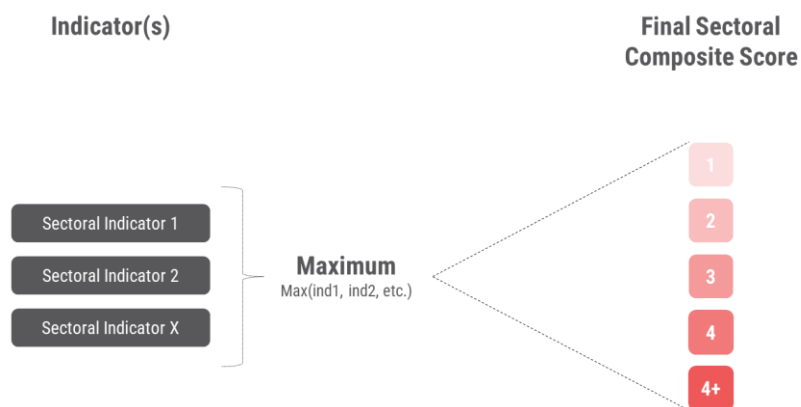 Indicator(s)
Final Sectoral
Composite Score
Sectoral Indicator 1
Sectoral Indicator 2
Sectoral Indicator X
Maximum
Max(ind1, ind2, etc.)
1
2
3
4
4+